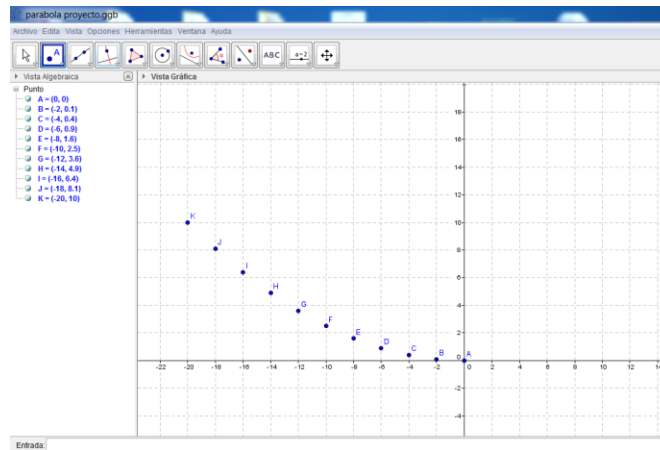 parabola proyecto.ggb
Archivo Edita Vista Opciones Herramientas Ventana Ayuda
A ABC a=2
Vista Algebraica
Vista Gráfica
Punto
A = (0, 0)
B = (-2, 0.1)
C = (-4, 0.4)
D = (-6, 0.9)
E = (-8, 1.6)
F = (-10, 2.5)
G = (-12, 3.6)
H = (-14, 4.9)
I = (-16, 6.4)
J = (-18, 8.1)
K = (-20, 10)
18
16
14
12
10
8
6
4
2
0
-2
-4
K
J
I
H
G
F
E
D
C
B
A
-22 -20 -18 -16 -14 -12 -10 -8 -6 -4 -2 0 2 4 6 8 10 12 14
Entrada: